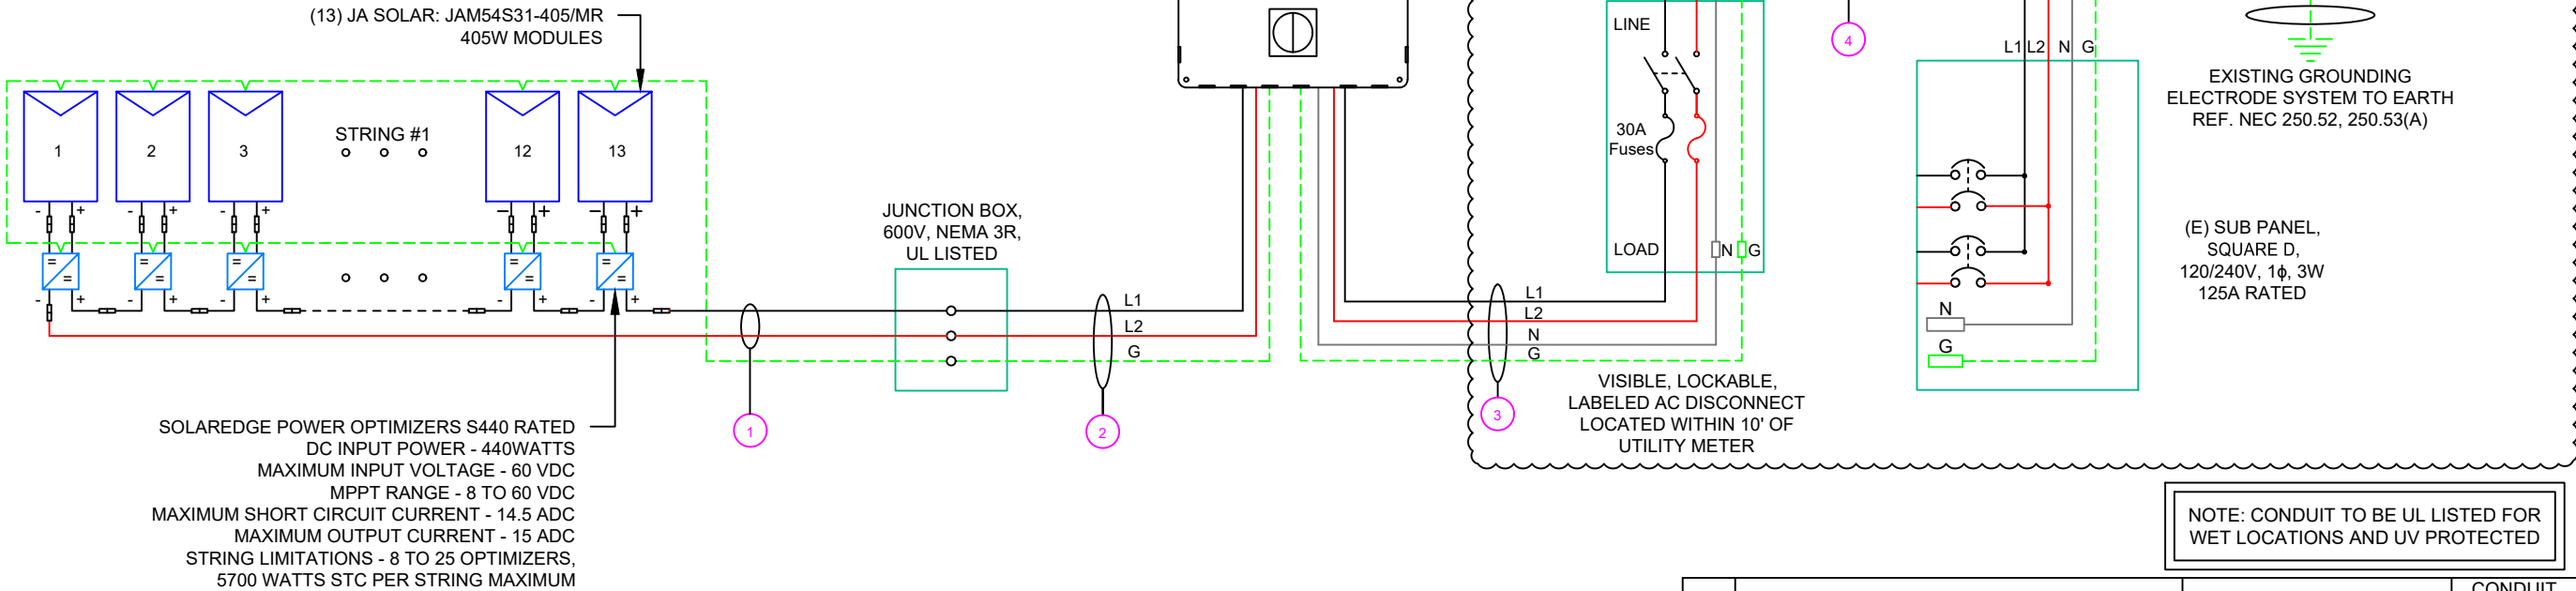 (13) JA SOLAR: JAM54S31-405/MR
405W MODULES
1
2
3
STRING #1
12
13
- +
- +
- +
- +
- +
- +
- +
- +
- +
- +
SOLAREDGE POWER OPTIMIZERS S440 RATED
DC INPUT POWER - 440WATTS
MAXIMUM INPUT VOLTAGE - 60 VDC
MPPT RANGE - 8 TO 60 VDC
MAXIMUM SHORT CIRCUIT CURRENT - 14.5 ADC
MAXIMUM OUTPUT CURRENT - 15 ADC
STRING LIMITATIONS - 8 TO 25 OPTIMIZERS,
5700 WATTS STC PER STRING MAXIMUM
1
JUNCTION BOX,
600V, NEMA 3R,
UL LISTED
L1
L2
G
2
LINE
30A
Fuses
LOAD
N G
L1
L2
N
G
3
VISIBLE, LOCKABLE,
LABELED AC DISCONNECT
LOCATED WITHIN 10' OF
UTILITY METER
4
L1 L2 N G
N
G
EXISTING GROUNDING
ELECTRODE SYSTEM TO EARTH
REF. NEC 250.52, 250.53(A)
(E) SUB PANEL,
SQUARE D,
120/240V, 1ϕ, 3W
125A RATED
NOTE: CONDUIT TO BE UL LISTED FOR
WET LOCATIONS AND UV PROTECTED
CONDUIT